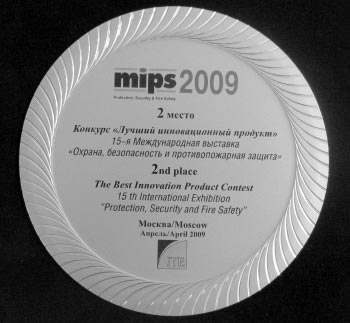 mips 2009
Protection, Security & Fire Safety
2 место
Конкурс «Лучший инновационный продукт»
15-я Международная выставка
«Охрана, безопасность и противопожарная защита»
2nd place
The Best Innovation Product Contest
15 th International Exhibition
"Protection, Security and Fire Safety"
Москва/Moscow
Апрель/April 2009
ITE